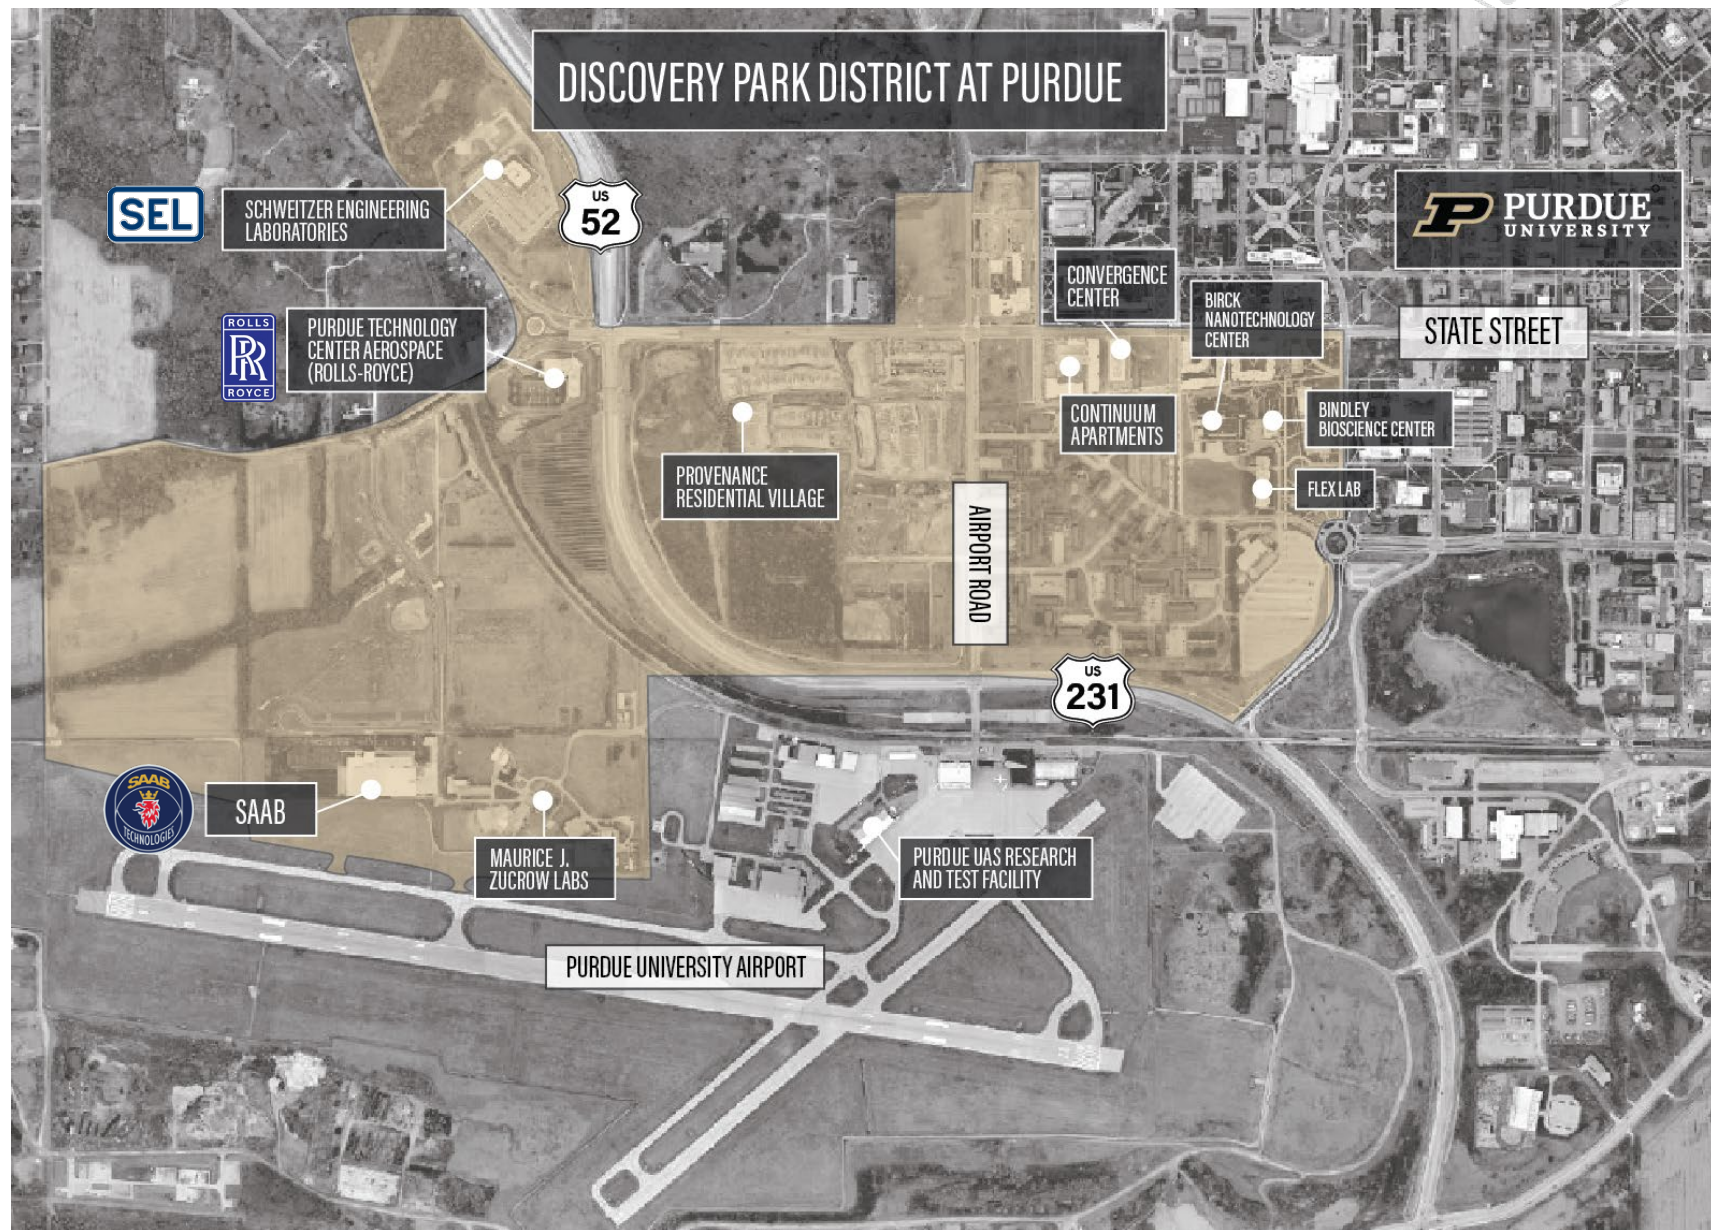 DISCOVERY PARK DISTRICT AT PURDUE
SEL
SCHWEITZER ENGINEERING
LABORATORIES
US
52
PURDUE
UNIVERSITY
CONVERGENCE
CENTER
BIRCK
NANOTECHNOLOGY
CENTER
STATE STREET
ROLLS
RR
ROYCE
PURDUE TECHNOLOGY
CENTER AEROSPACE
(ROLLS-ROYCE)
CONTINUUM
APARTMENTS
BINDLEY
BIOSCIENCE CENTER
PROVENANCE
RESIDENTIAL VILLAGE
FLEX LAB
AIRPORT ROAD
US
231
SAAB
TECHNOLOGIES
SAAB
MAURICE J.
ZUCROW LABS
PURDUE UAS RESEARCH
AND TEST FACILITY
PURDUE UNIVERSITY AIRPORT